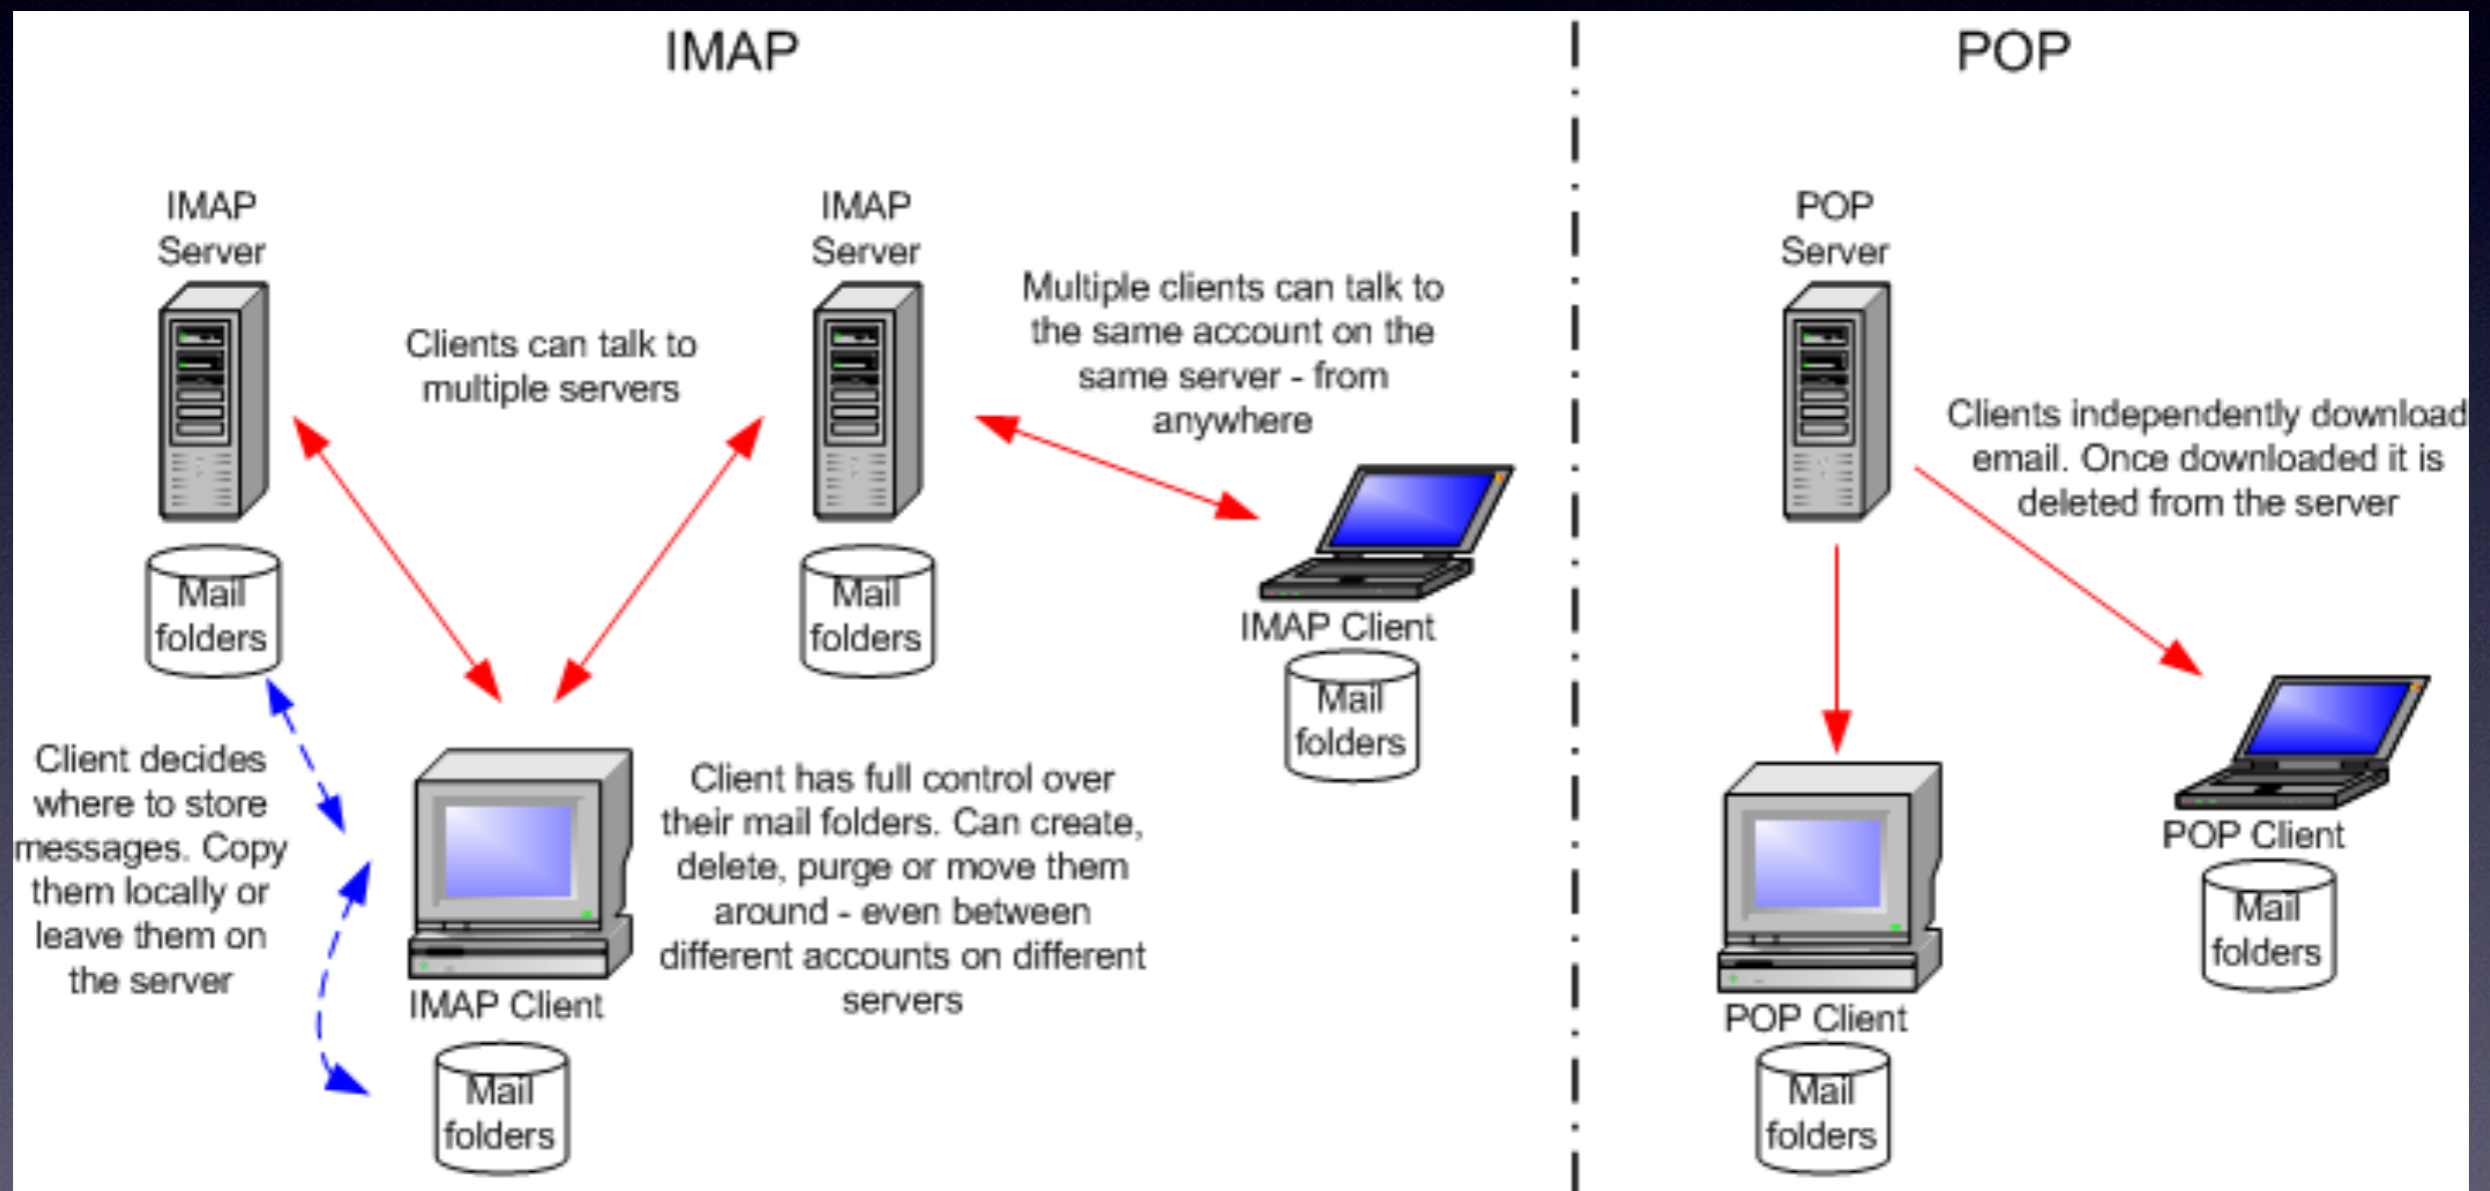 IMAP
POP
IMAP
Server
IMAP
Server
Clients can talk to
multiple servers
Multiple clients can talk to
the same account on the
same server - from
anywhere
Mail
folders
Mail
folders
IMAP Client
Mail
folders
Client decides
where to store
messages. Copy
them locally or
leave them on
the server
Client has full control over
their mail folders. Can create,
delete, purge or move them
around - even between
different accounts on different
servers
IMAP Client
Mail
folders
POP
Server
Clients independently download
email. Once downloaded it is
deleted from the server
POP Client
Mail
folders
POP Client
Mail
folders